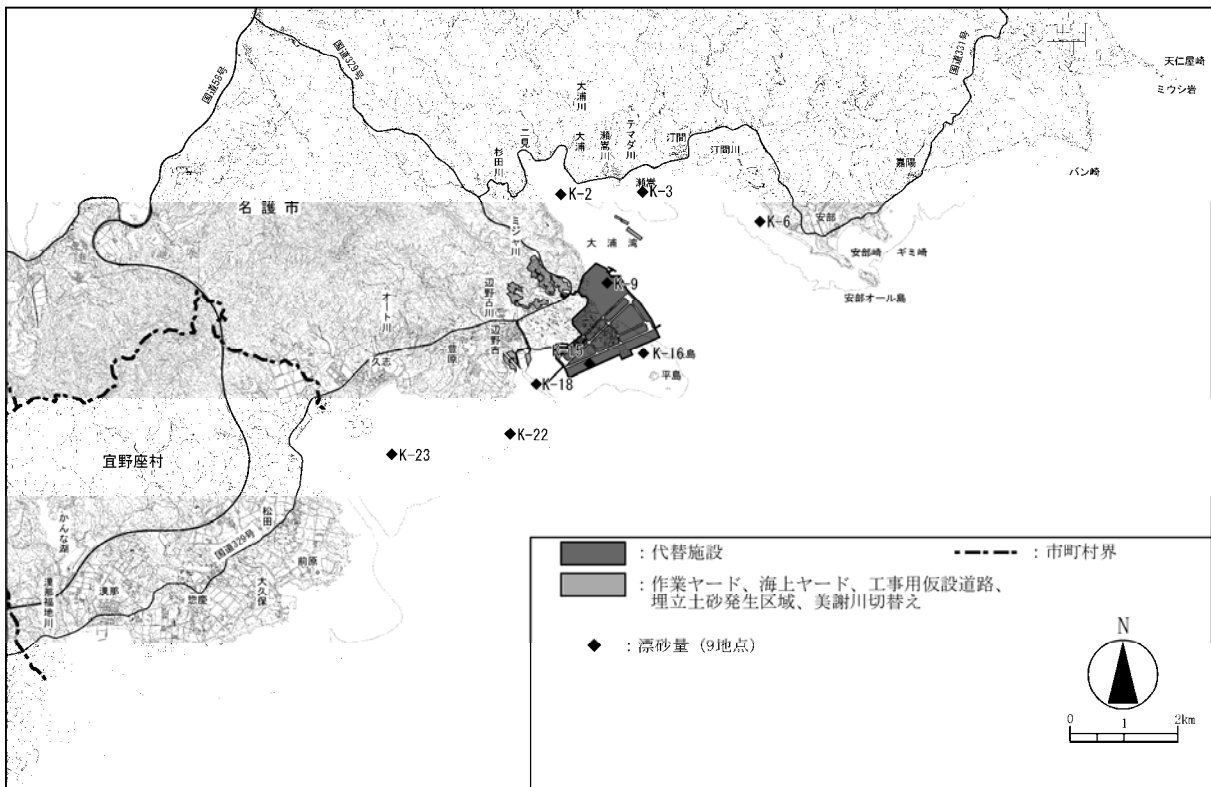 天仁屋崎
ミウシ岩
バン崎
国道58号
国道329号
国道331号
大浦川
二見
大浦
瀬嵩川
テマダ川
汀間
汀間川
杉田川
嘉陽
瀬嵩
K-2
K-3
K-6
名護市
ミジャ川
大浦湾
安部
安部崎
ギミ崎
安部オール島
K-9
辺野古川
辺野古
オート川
豊原
久志
K-15
K-16
島
平島
K-18
K-22
K-23
宜野座村
かんな湖
松田
国道329号
前原
大久保
惣慶
漢那
漢那福地川
：代替施設
：市町村界
：作業ヤード、海上ヤード、工事用仮設道路、
埋立土砂発生区域、美謝川切替え
：漂砂量（9地点）
N
0 1 2km